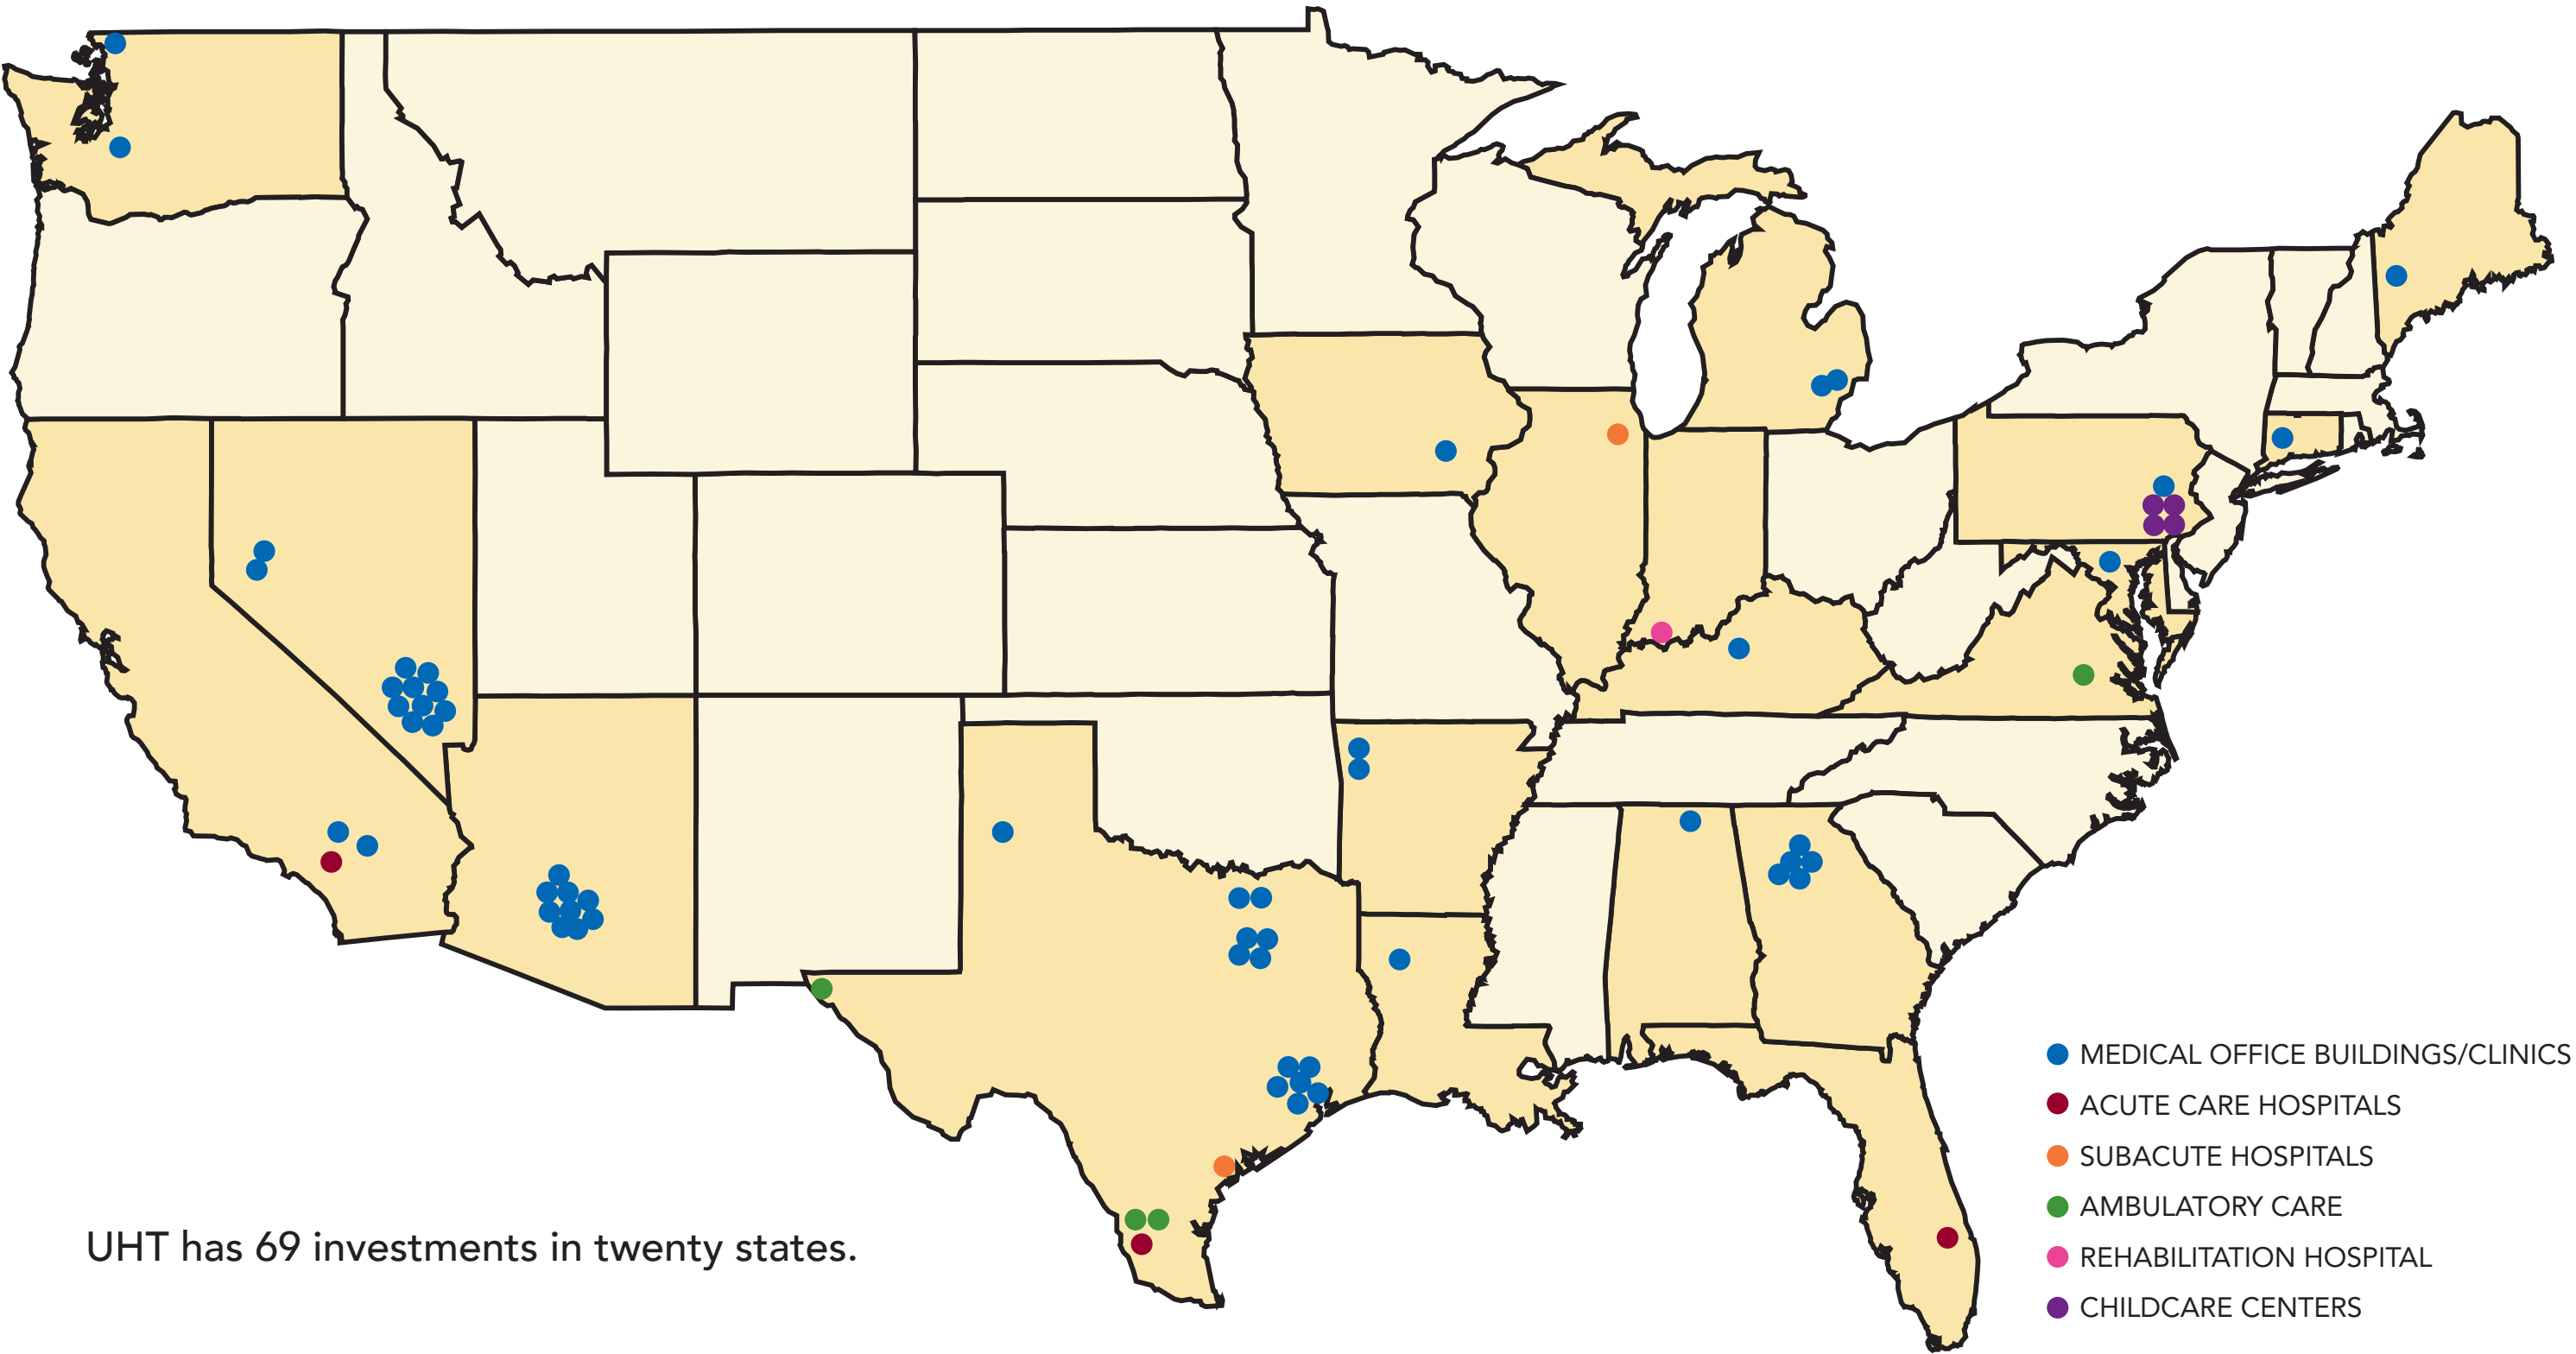 UHT has 69 investments in twenty states.
MEDICAL OFFICE BUILDINGS/CLINICS
ACUTE CARE HOSPITALS
SUBACUTE HOSPITALS
AMBULATORY CARE
REHABILITATION HOSPITAL
CHILDCARE CENTERS